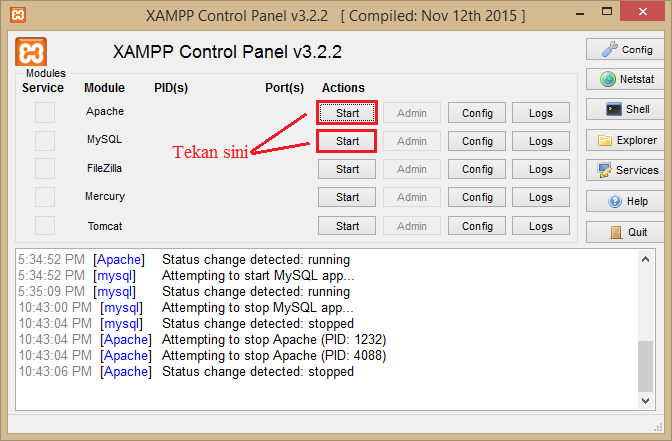 XAMPP Control Panel v3.2.2 [ Compiled: Nov 12th 2015 ]
XAMPP Control Panel v3.2.2
Config
Modules
Service Module PID(s) Port(s) Actions
Netstat
Apache Start Admin Config Logs
Shell
MySQL Start Admin Config Logs
Explorer
Tekan sini
FileZilla Start Admin Config Logs
Services
Mercury Start Admin Config Logs
Help
Tomcat Start Admin Config Logs
Quit
5:34:52 PM [Apache] Status change detected: running
5:34:52 PM [mysql] Attempting to start MySQL app...
5:35:09 PM [mysql] Status change detected: running
10:43:00 PM [mysql] Attempting to stop MySQL app...
10:43:04 PM [mysql] Status change detected: stopped
10:43:04 PM [Apache] Attempting to stop Apache (PID: 1232)
10:43:04 PM [Apache] Attempting to stop Apache (PID: 4088)
10:43:06 PM [Apache] Status change detected: stopped